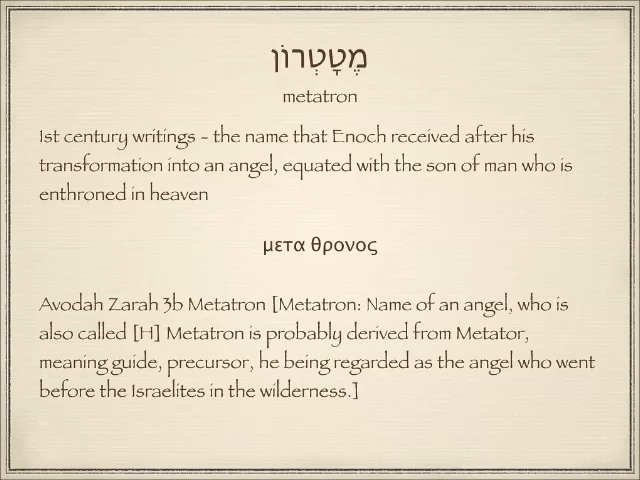 מֶטָטְרוֹן
metatron
1st century writings - the name that Enoch received after his
transformation into an angel, equated with the son of man who is
enthroned in heaven
μετα θρονος
Avodah Zarah 3b Metatron [Metatron: Name of an angel, who is
also called [H] Metatron is probably derived from Metator,
meaning guide, precursor, he being regarded as the angel who went
before the Israelites in the wilderness.]